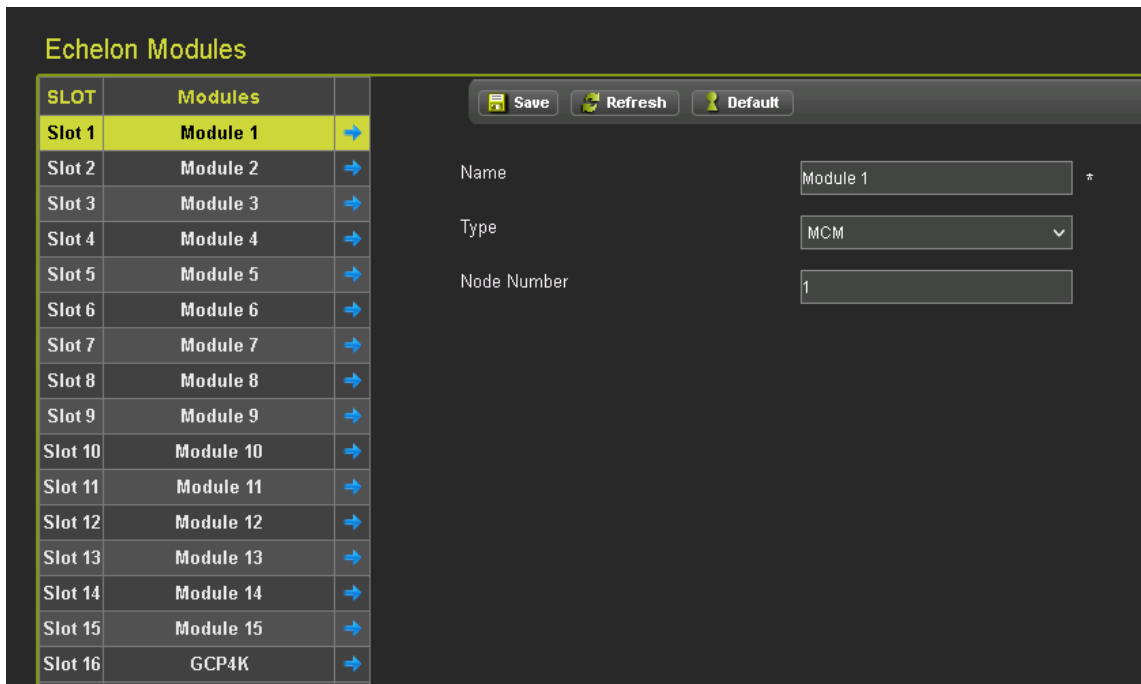 Echelon Modules
SLOT Modules
Slot 1 Module 1
Slot 2 Module 2
Slot 3 Module 3
Slot 4 Module 4
Slot 5 Module 5
Slot 6 Module 6
Slot 7 Module 7
Slot 8 Module 8
Slot 9 Module 9
Slot 10 Module 10
Slot 11 Module 11
Slot 12 Module 12
Slot 13 Module 13
Slot 14 Module 14
Slot 15 Module 15
Slot 16 GCP4K
Save Refresh Default
Name Module 1 *
Type MCM
Node Number 1